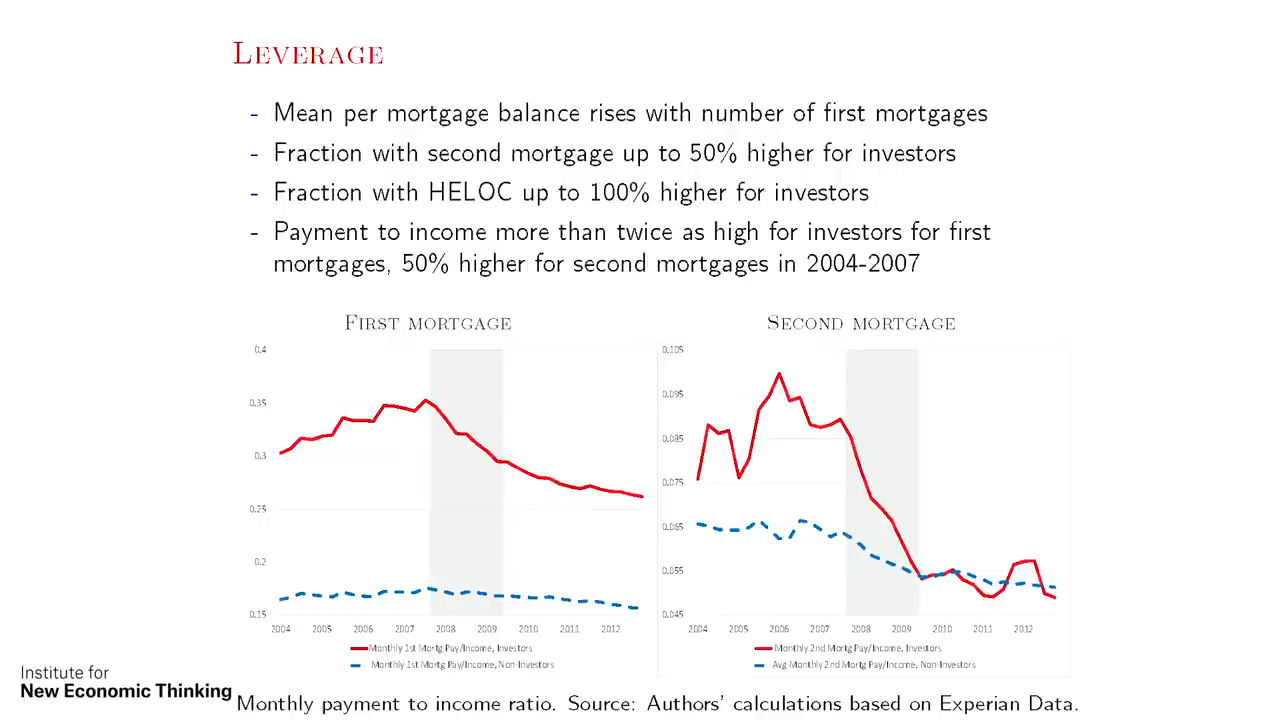 LEVERAGE
- Mean per mortgage balance rises with number of first mortgages
- Fraction with second mortgage up to 50% higher for investors
- Fraction with HELOC up to 100% higher for investors
- Payment to income more than twice as high for investors for first
mortgages, 50% higher for second mortgages in 2004-2007
FIRST MORTGAGE
0.4
0.35
0.3
0.25
0.2
0.15
2004 2005 2006 2007 2008 2009 2010 2011 2012
Monthly 1st Mortg Pay/Income, Investors
Monthly 1st Mortg Pay/Income, Non-Investors
SECOND MORTGAGE
0.105
0.095
0.085
0.075
0.065
0.055
0.045
2004 2005 2006 2007 2008 2009 2010 2011 2012
Monthly 2nd Mortg Pay/Income, Investors
Avg Monthly 2nd Mortg Pay/Income, Non-Investors
Institute for
New Economic Thinking
Monthly payment to income ratio. Source: Authors' calculations based on Experian Data.